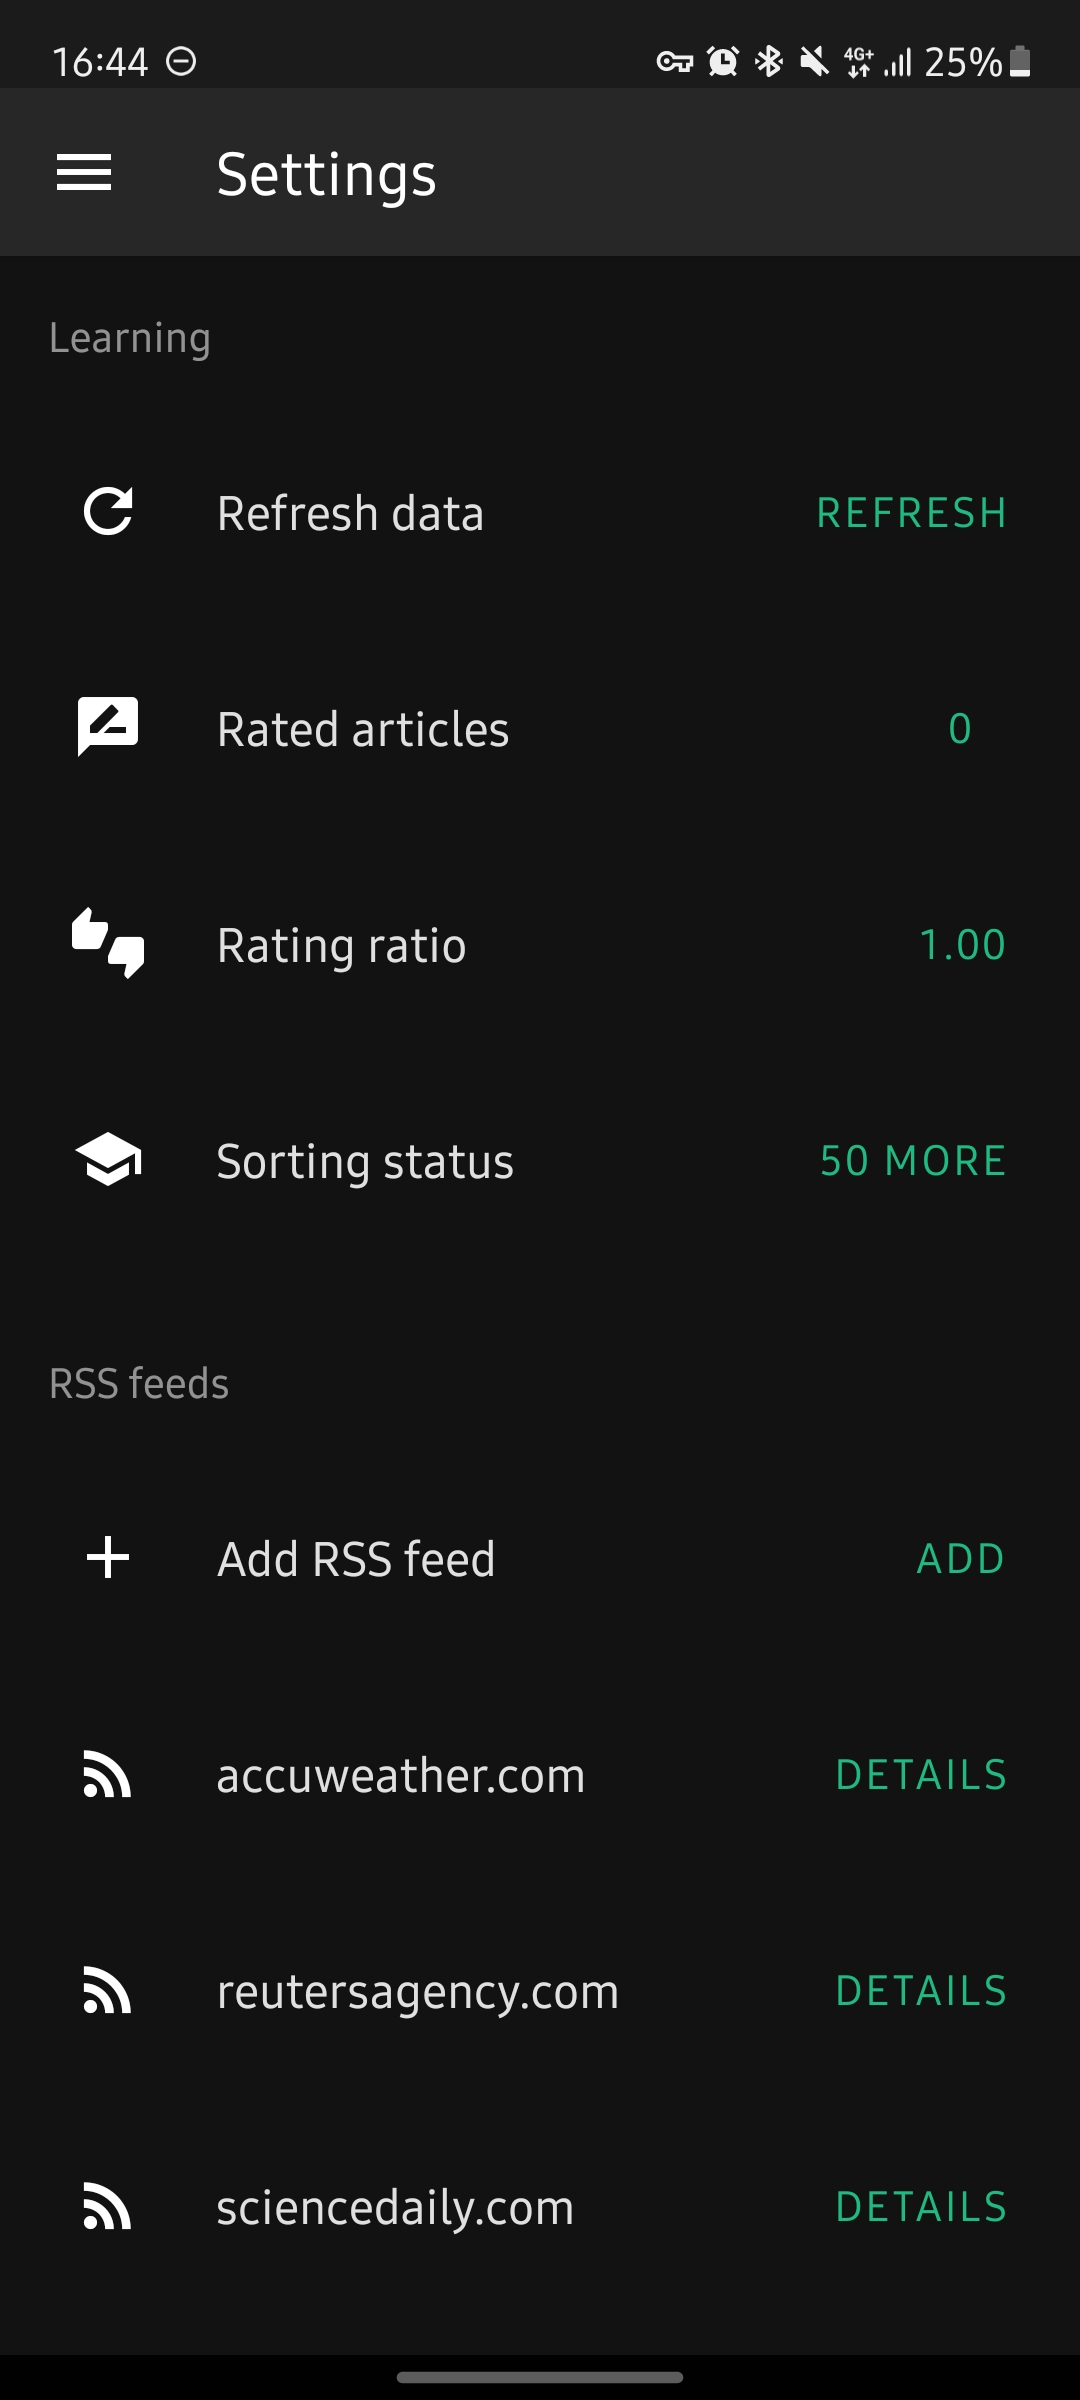 16:44 4G+ 25%
Settings
Learning
Refresh data REFRESH
Rated articles 0
Rating ratio 1.00
Sorting status 50 MORE
RSS feeds
Add RSS feed ADD
accuweather.com DETAILS
reutersagency.com DETAILS
sciencedaily.com DETAILS